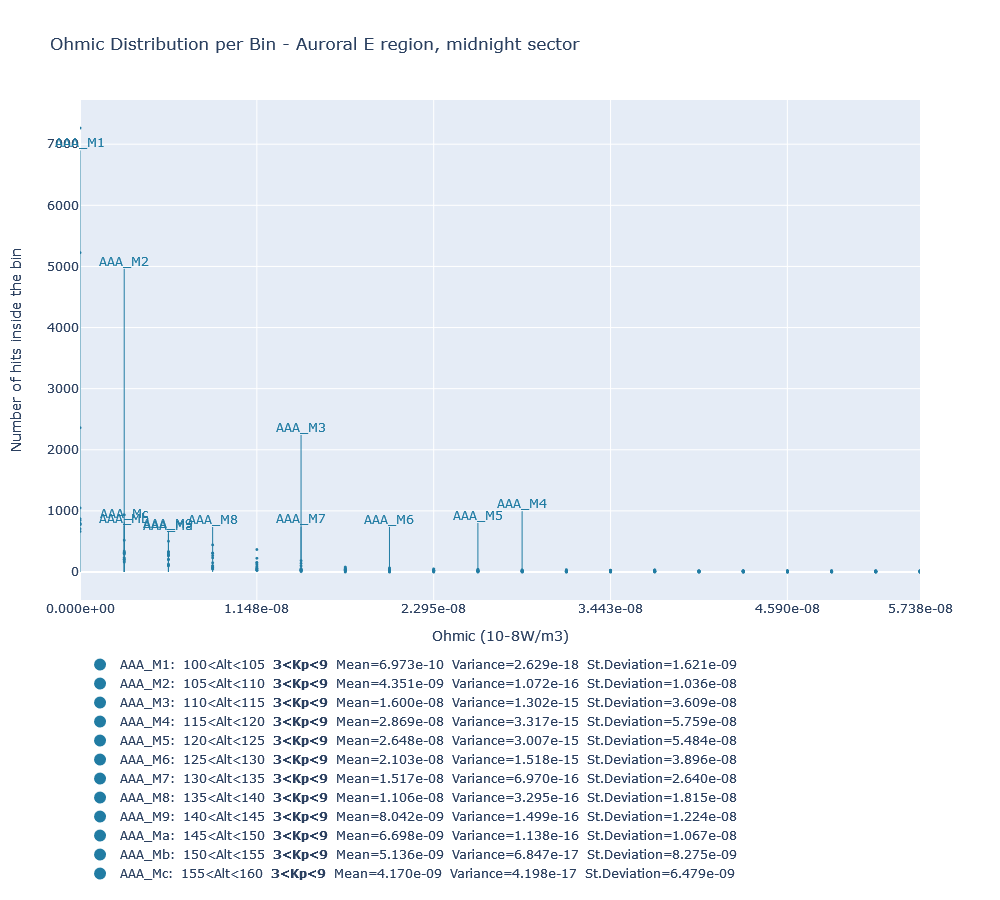 Ohmic Distribution per Bin - Auroral E region, midnight sector
Number of hits inside the bin
7000
6000
5000
4000
3000
2000
1000
0
AAA_M1
AAA_M2
AAA_M3
AAA_M4
AAA_Mc
AAA_Mb
AAA_M9
AAA_Ma
AAA_M8
AAA_M7
AAA_M6
AAA_M5
0.000e+00 1.148e-08 2.295e-08 3.443e-08 4.590e-08 5.738e-08
Ohmic (10-8W/m3)
AAA_M1: 100<Alt<105 3<Kp<9 Mean=6.973e-10 Variance=2.629e-18 St.Deviation=1.621e-09
AAA_M2: 105<Alt<110 3<Kp<9 Mean=4.351e-09 Variance=1.072e-16 St.Deviation=1.036e-08
AAA_M3: 110<Alt<115 3<Kp<9 Mean=1.600e-08 Variance=1.302e-15 St.Deviation=3.609e-08
AAA_M4: 115<Alt<120 3<Kp<9 Mean=2.869e-08 Variance=3.317e-15 St.Deviation=5.759e-08
AAA_M5: 120<Alt<125 3<Kp<9 Mean=2.648e-08 Variance=3.007e-15 St.Deviation=5.484e-08
AAA_M6: 125<Alt<130 3<Kp<9 Mean=2.103e-08 Variance=1.518e-15 St.Deviation=3.896e-08
AAA_M7: 130<Alt<135 3<Kp<9 Mean=1.517e-08 Variance=6.970e-16 St.Deviation=2.640e-08
AAA_M8: 135<Alt<140 3<Kp<9 Mean=1.106e-08 Variance=3.295e-16 St.Deviation=1.815e-08
AAA_M9: 140<Alt<145 3<Kp<9 Mean=8.042e-09 Variance=1.499e-16 St.Deviation=1.224e-08
AAA_Ma: 145<Alt<150 3<Kp<9 Mean=6.698e-09 Variance=1.138e-16 St.Deviation=1.067e-08
AAA_Mb: 150<Alt<155 3<Kp<9 Mean=5.136e-09 Variance=6.847e-17 St.Deviation=8.275e-09
AAA_Mc: 155<Alt<160 3<Kp<9 Mean=4.170e-09 Variance=4.198e-17 St.Deviation=6.479e-09